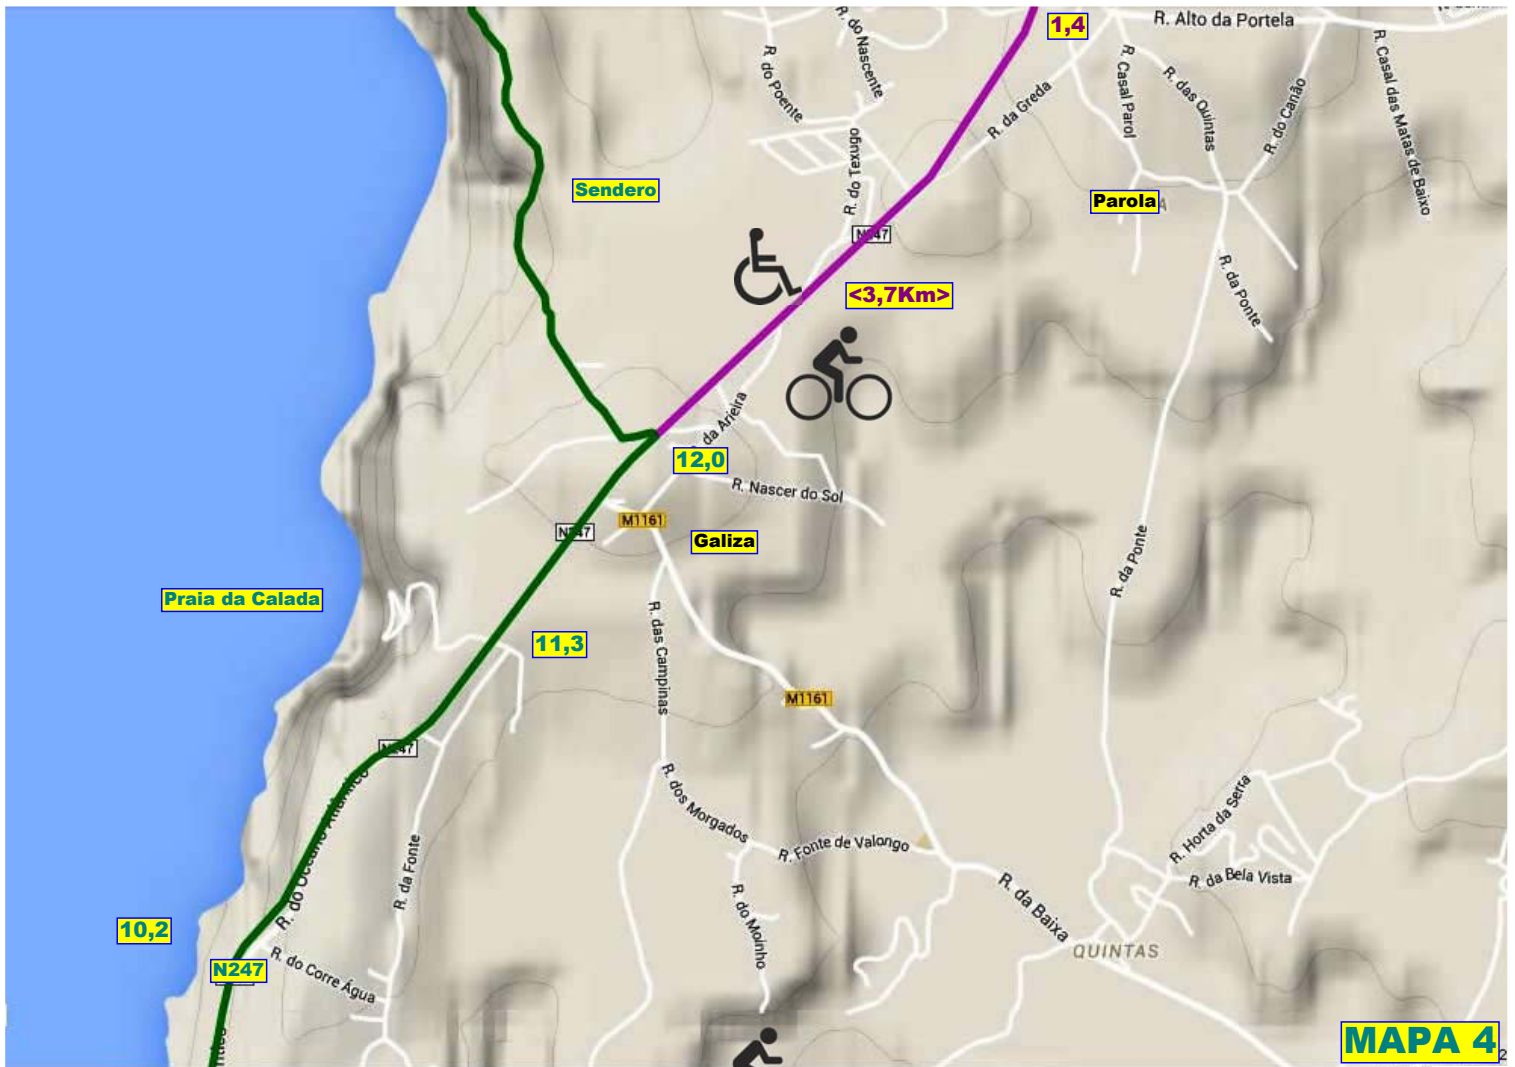 1,4
R. Alto da Portela
R. do Nascente
R. do Poente
R. Casal Parol
R. das Quintas
R. do Canão
R. Casal das Matas de Baixo
R. da Greda
R. do Texugo
Sendero
Parola
N247
<3,7Km>
R. da Ponte
R. da Arieira
12,0
R. Nascer do Sol
M1161
N247
Galiza
R. da Ponte
Praia da Calada
R. das Campinas
11,3
M1161
N247
R. do Oceano Atlântico
R. dos Morgados
R. Horta da Serra
R. Fonte de Valongo
R. da Fonte
R. da Bela Vista
R. da Baixa
R. do Moinho
10,2
QUINTAS
N247
R. do Corre Água
MAPA 4
2